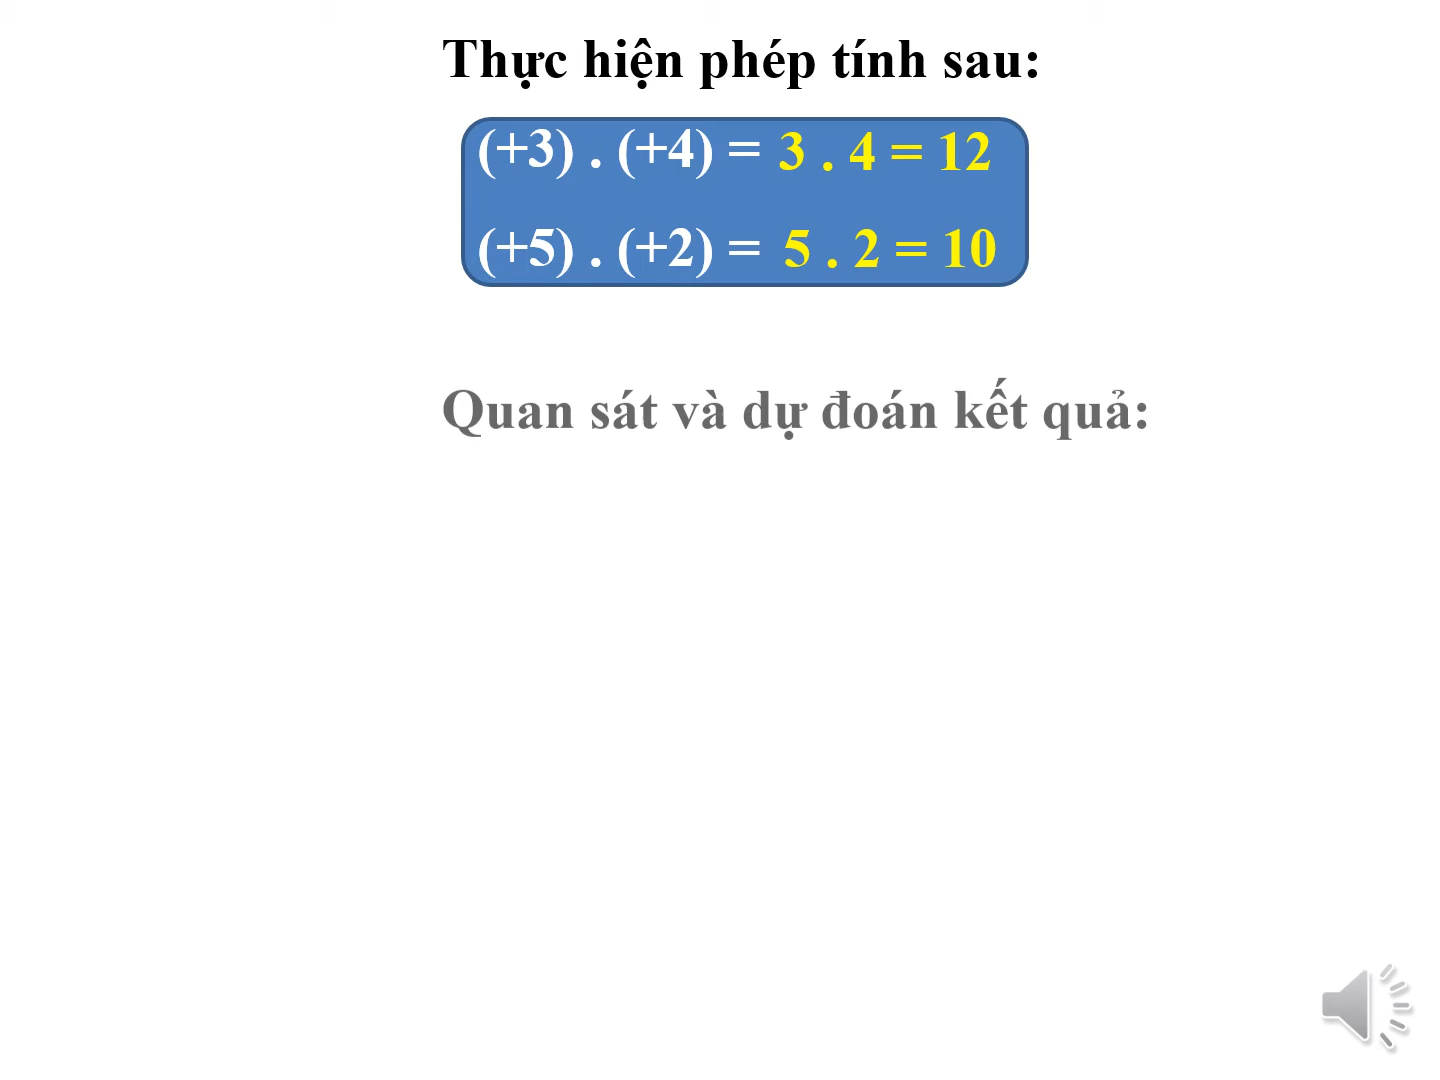 Thực hiện phép tính sau:
(+3) . (+4) = 3 . 4 = 12
(+5) . (+2) = 5 . 2 = 10
Quan sát và dự đoán kết quả: